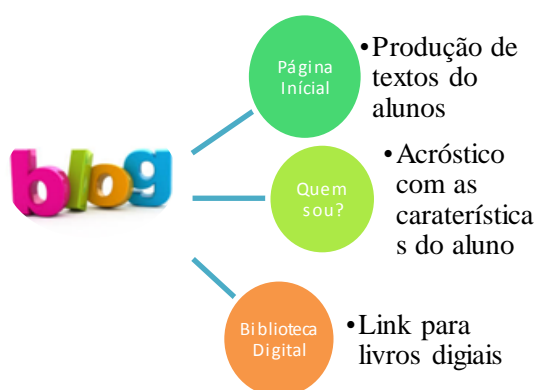 blog
Página
Inícial
•Produção de
textos do
alunos
Quem
sou?
•Acróstico
com as
caraterística
s do aluno
Biblioteca
Digital
•Link para
livros digiais